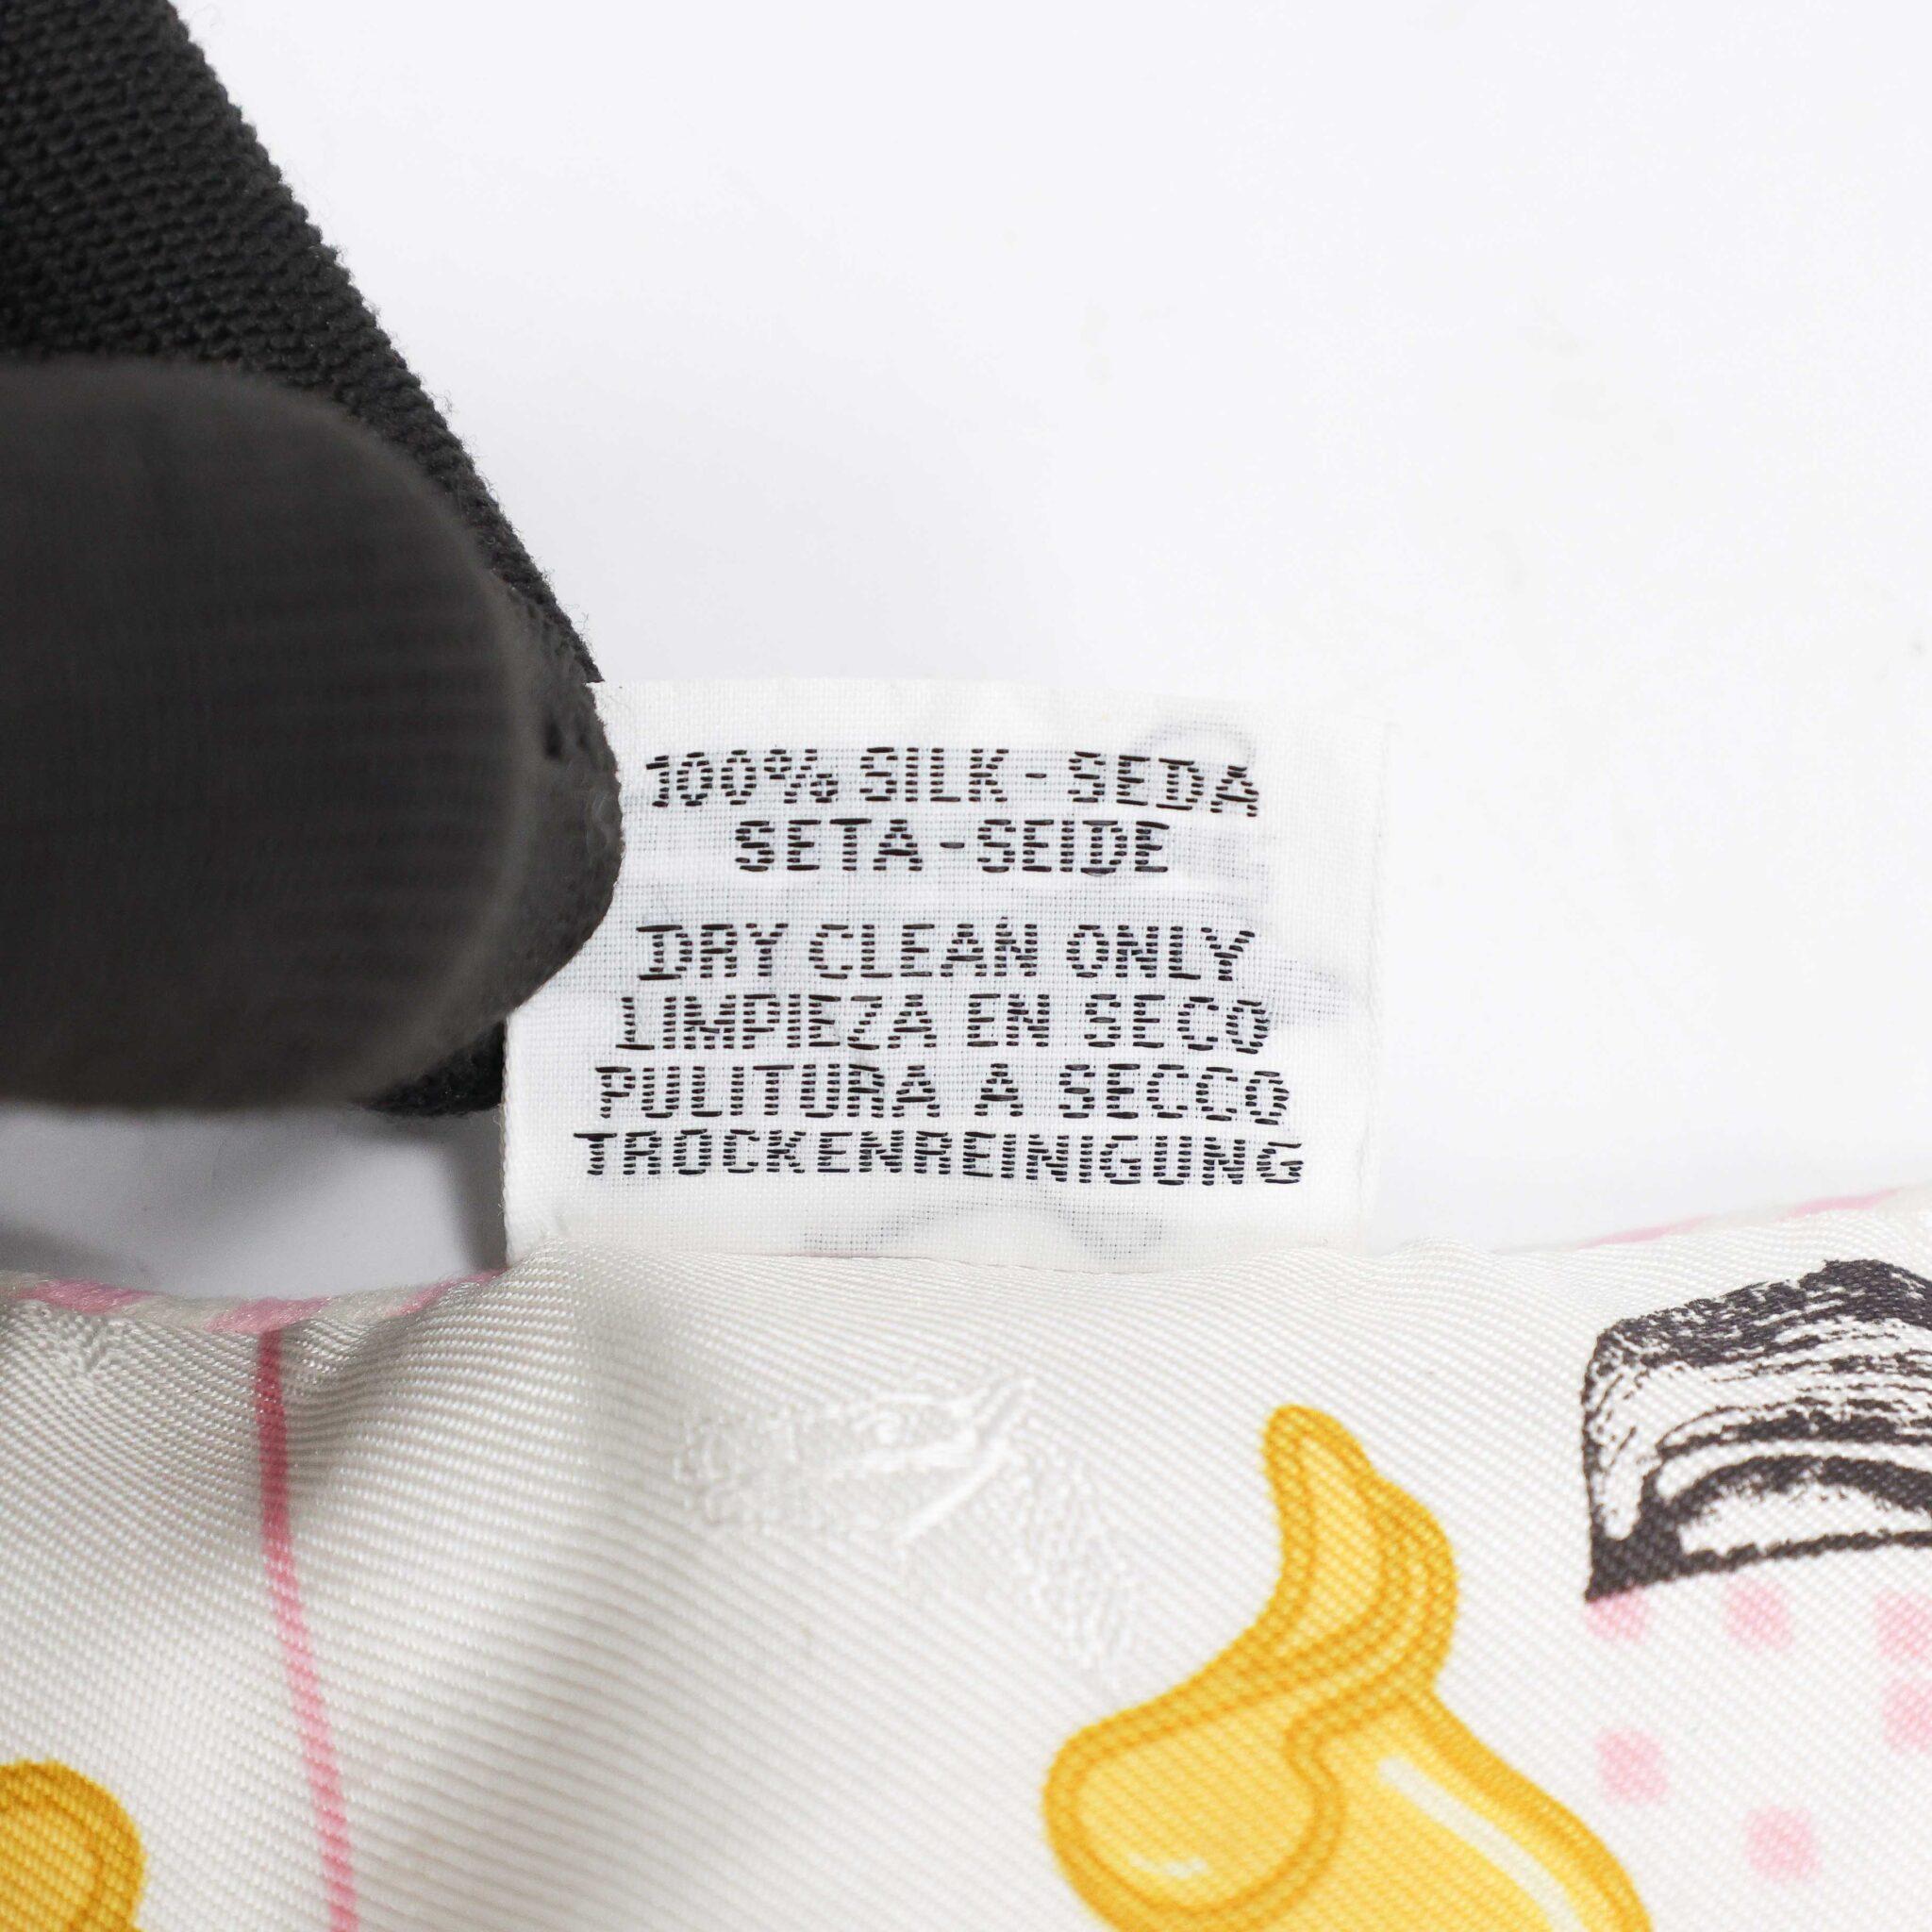 100% SILK - SEDA
SETA - SEIDE
DRY CLEAN ONLY
LIMPIEZA EN SECO
PULITURA A SECCO
TROCKENREINIGUNG